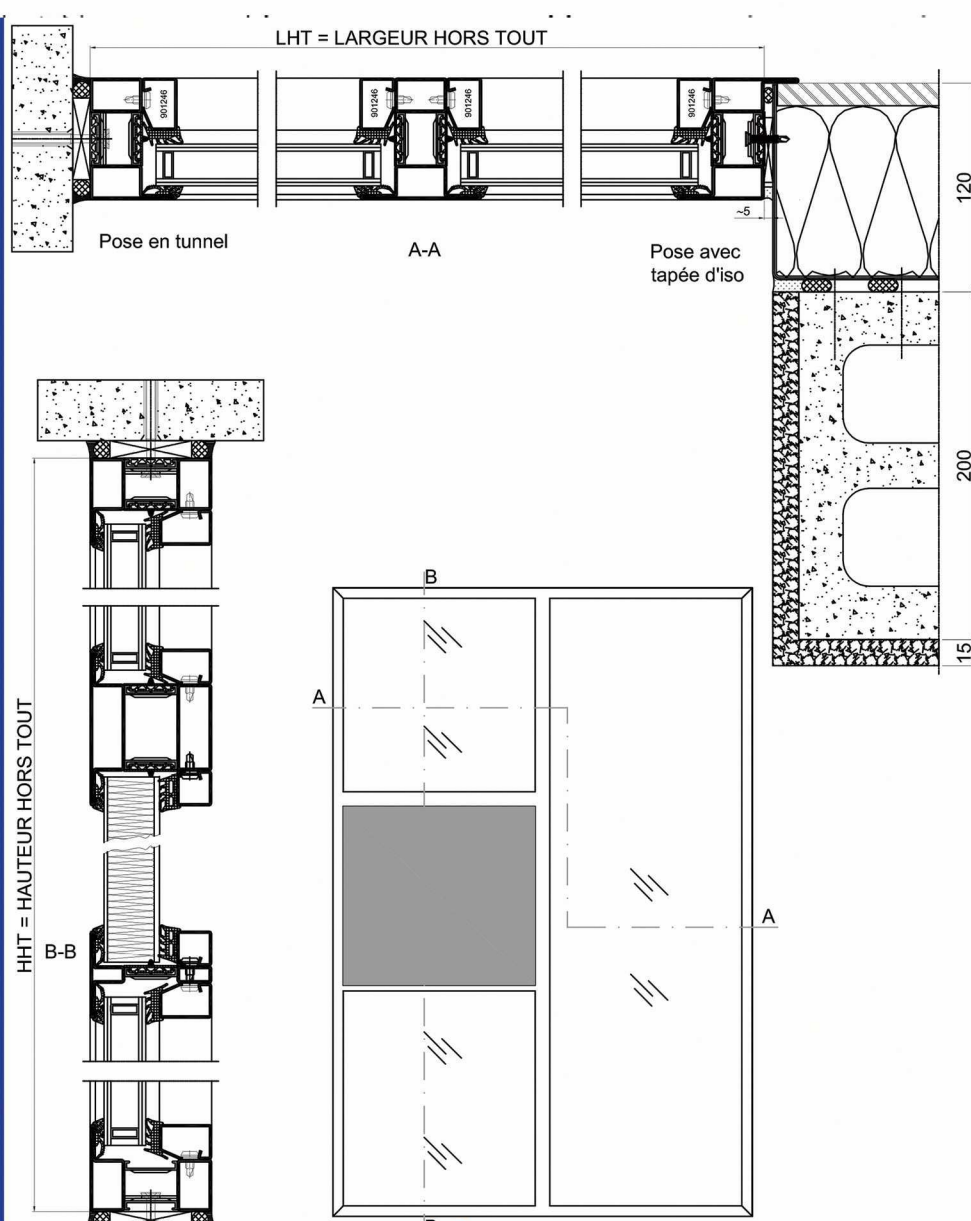 LHT = LARGEUR HORS TOUT
901246
901246
901246
901246
120
~5
Pose en tunnel
A-A
Pose avec
tapée d'iso
200
15
HHT = HAUTEUR HORS TOUT
B-B
B
A
A